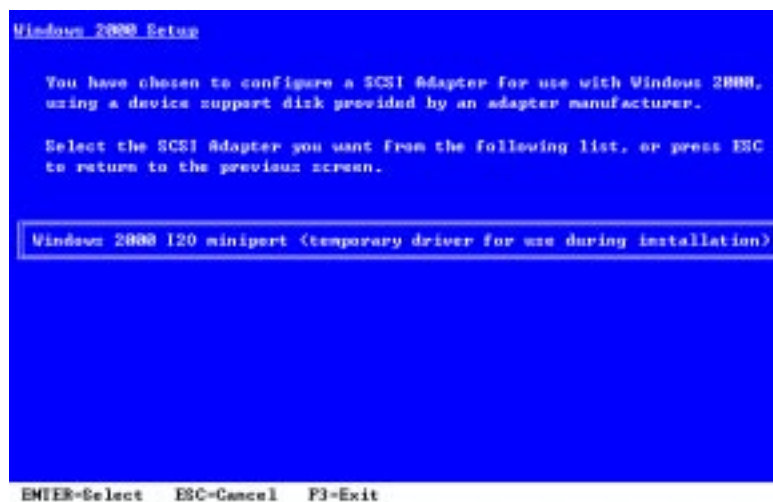 Windows 2000 Setup
You have chosen to configure a SCSI Adapter for use with Windows 2000,
using a device support disk provided by an adapter manufacturer.
Select the SCSI Adapter you want from the following list, or press ESC
to return to the previous screen.
Windows 2000 I2O miniport (temporary driver for use during installation)
ENTER=Select ESC=Cancel F3=Exit